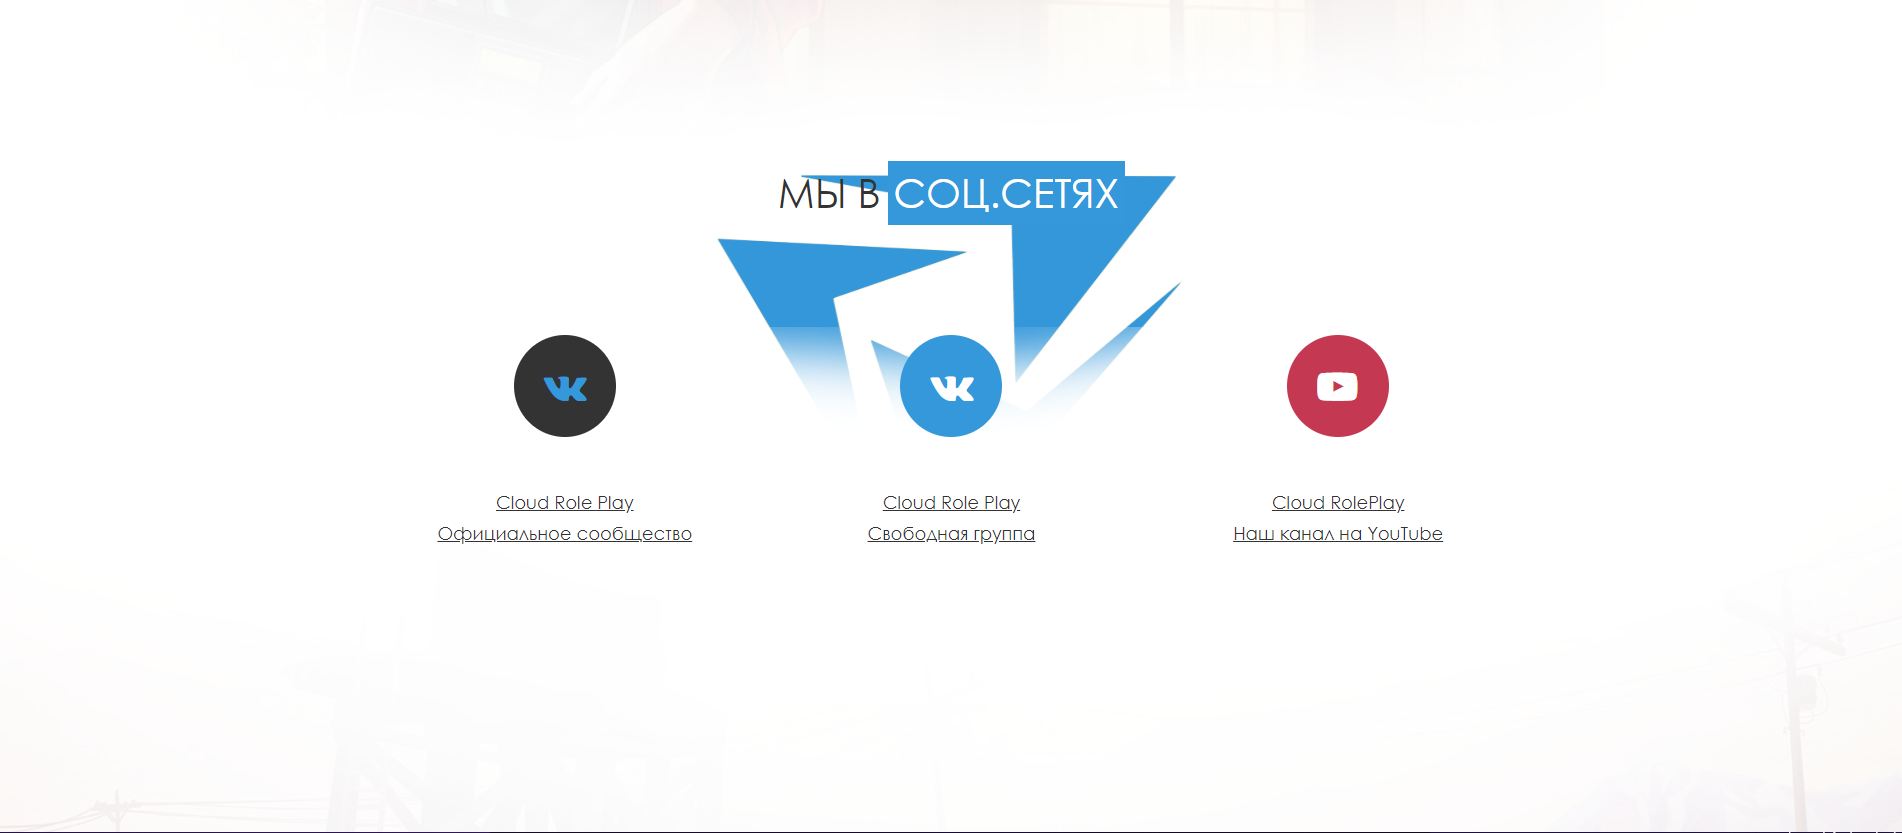 МЫ В СОЦ.СЕТЯХ
Cloud Role Play
Официальное сообщество
Cloud Role Play
Свободная группа
Cloud RolePlay
Наш канал на YouTube